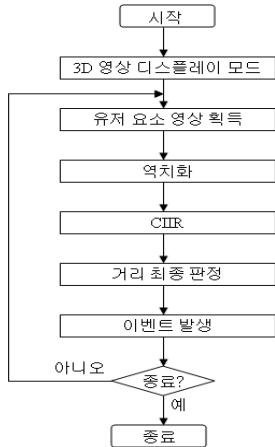 시작
3D 영상 디스플레이 모드
유저 요소 영상 획득
역치화
CIIR
거리 최종 판정
이벤트 발생
아니오
종료?
예
종료